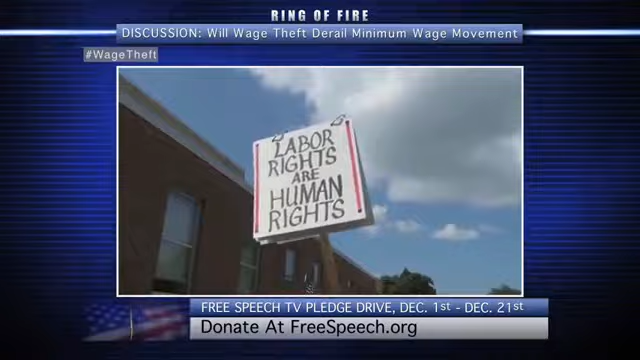 RING OF FIRE
DISCUSSION: Will Wage Theft Derail Minimum Wage Movement
#WageTheft
LABOR
RIGHTS
ARE
HUMAN
RIGHTS
FREE SPEECH TV PLEDGE DRIVE, DEC. 1st - DEC. 21st
Donate At FreeSpeech.org